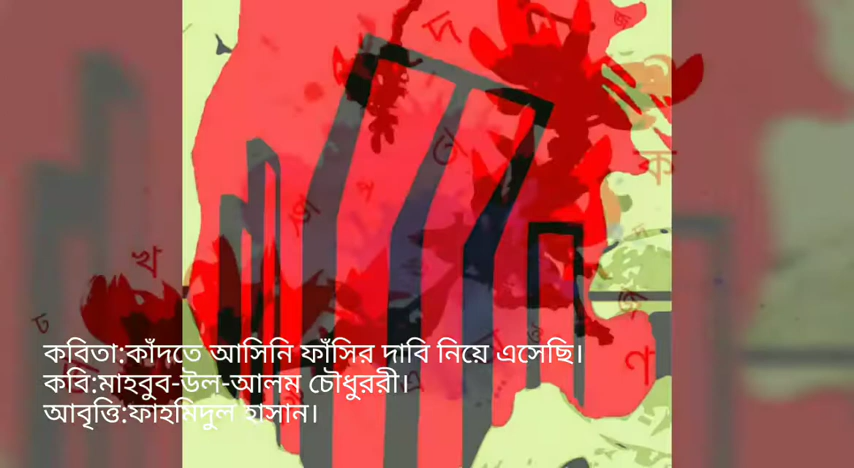 দ
জ
ক
অ
খ
ঢ
ণ
কবিতা:কাঁদতে আসিনি ফাঁসির দাবি নিয়ে এসেছি।
কবি:মাহবুব-উল-আলম চৌধুররী।
আবৃত্তি:ফাহমিদুল হাসান।